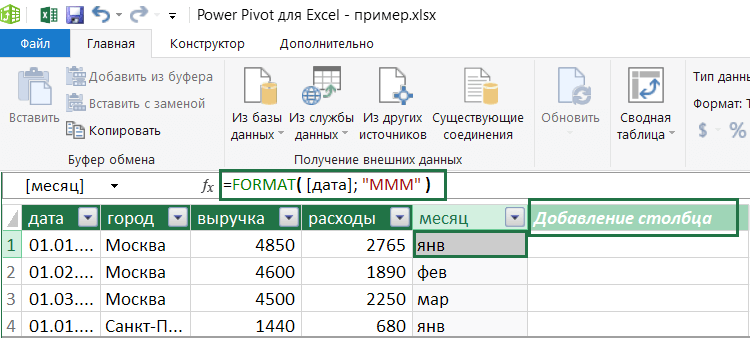 Power Pivot для Excel - пример.xlsx
Файл Главная Конструктор Дополнительно
Вставить
Добавить из буфера
Вставить с заменой
Копировать
Буфер обмена
Из базы данных
Из службы данных
Из других источников
Существующие соединения
Получение внешних данных
Обновить
Сводная таблица
Тип данны
Формат: Т
$ %
[месяц] fx =FORMAT( [дата]; "MMM" )
дата город выручка расходы месяц Добавление столбца
1 01.01.... Москва 4850 2765 янв
2 01.02.... Москва 4600 1890 фев
3 01.03.... Москва 4500 2250 мар
4 01.01.... Санкт-П... 1440 680 янв